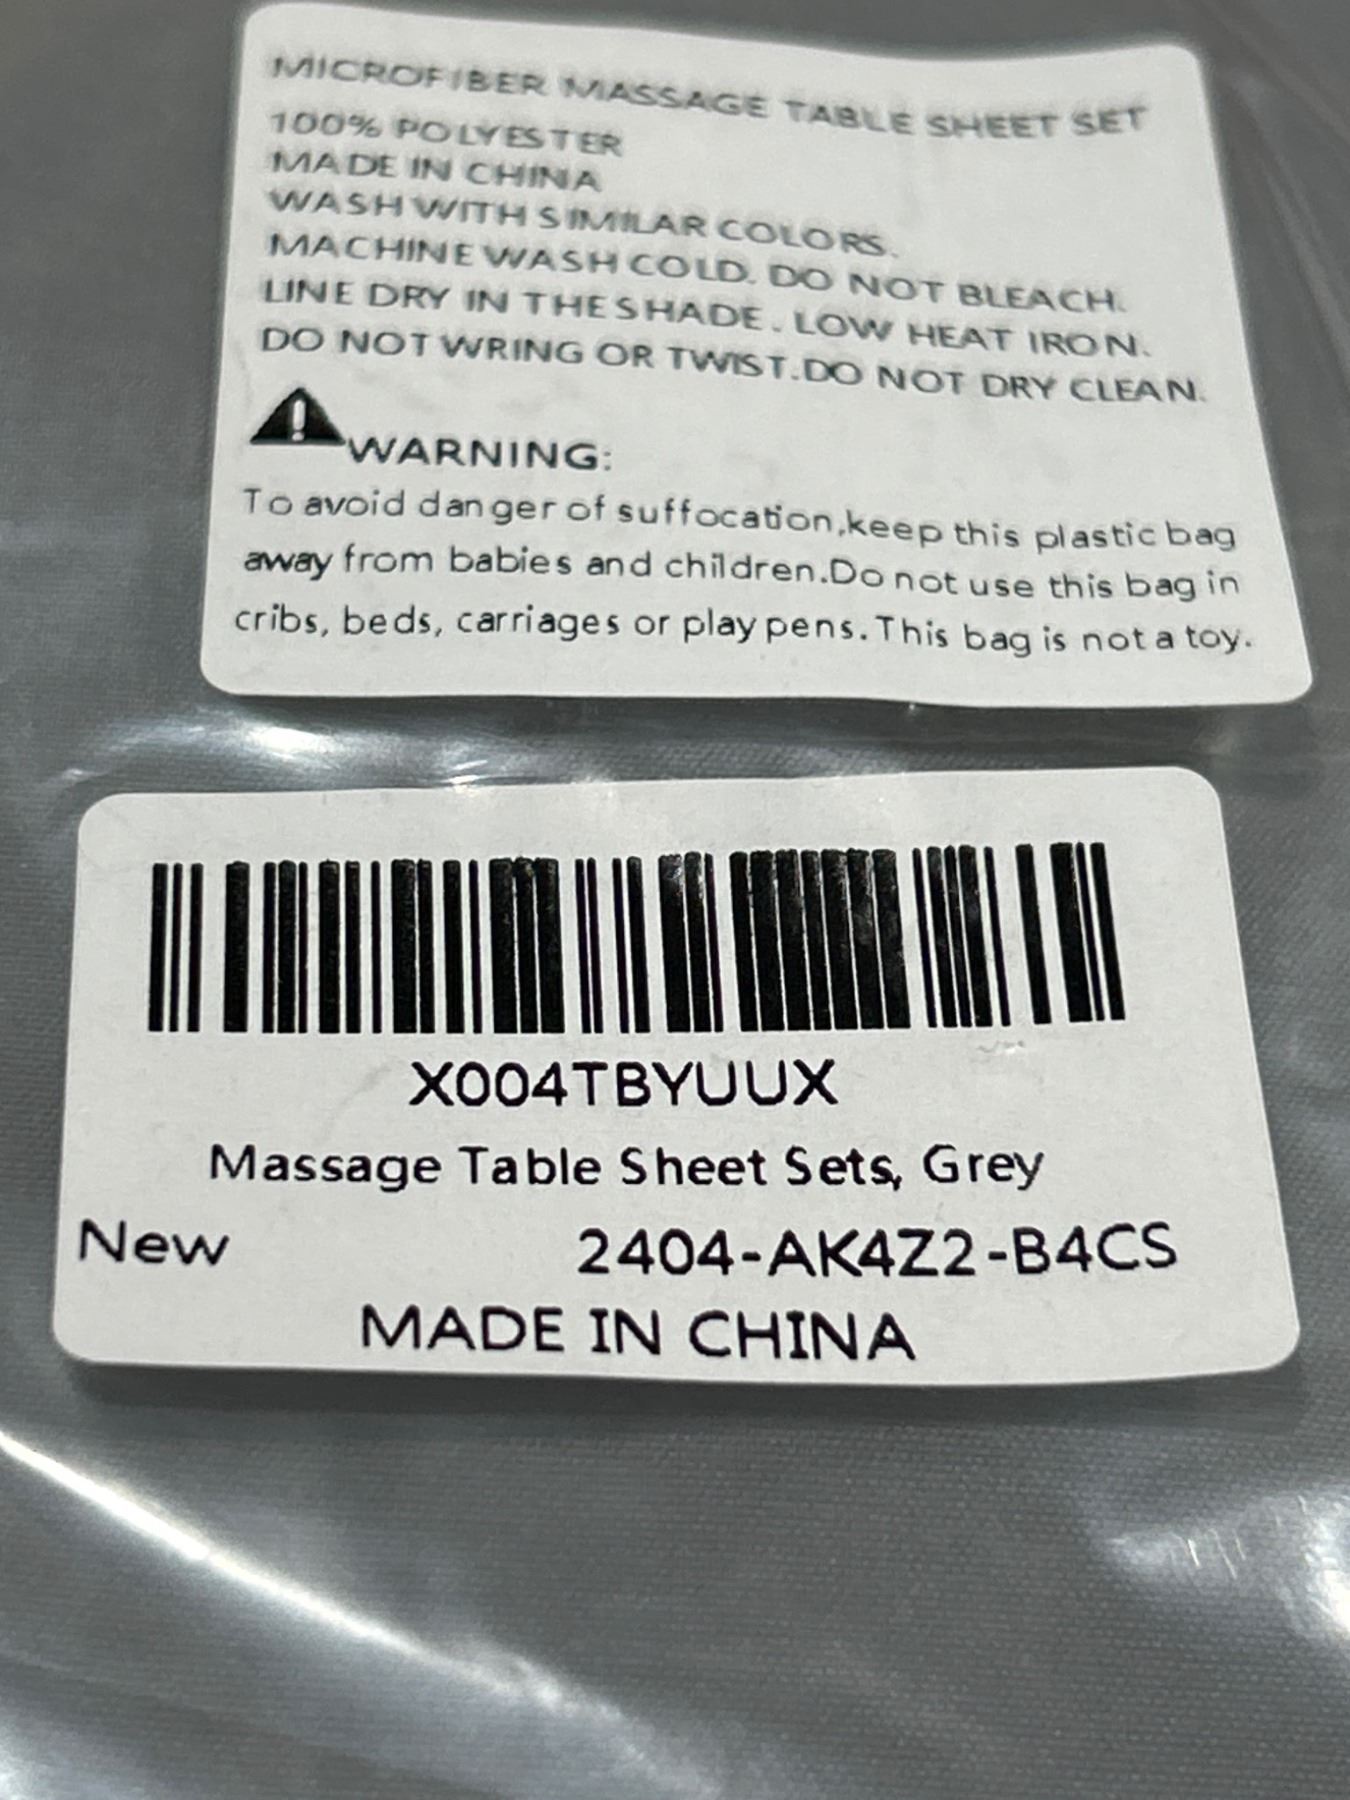 MICROFIBER MASSAGE TABLE SHEET SET
100% POLYESTER
MADE IN CHINA
WASH WITH SIMILAR COLORS.
MACHINE WASH COLD. DO NOT BLEACH.
LINE DRY IN THE SHADE. LOW HEAT IRON.
DO NOT WRING OR TWIST.DO NOT DRY CLEAN.
WARNING:
To avoid danger of suffocation,keep this plastic bag
away from babies and children.Do not use this bag in
cribs, beds, carriages or play pens. This bag is not a toy.
X004TBYUUX
Massage Table Sheet Sets, Grey
New 2404-AK4Z2-B4CS
MADE IN CHINA